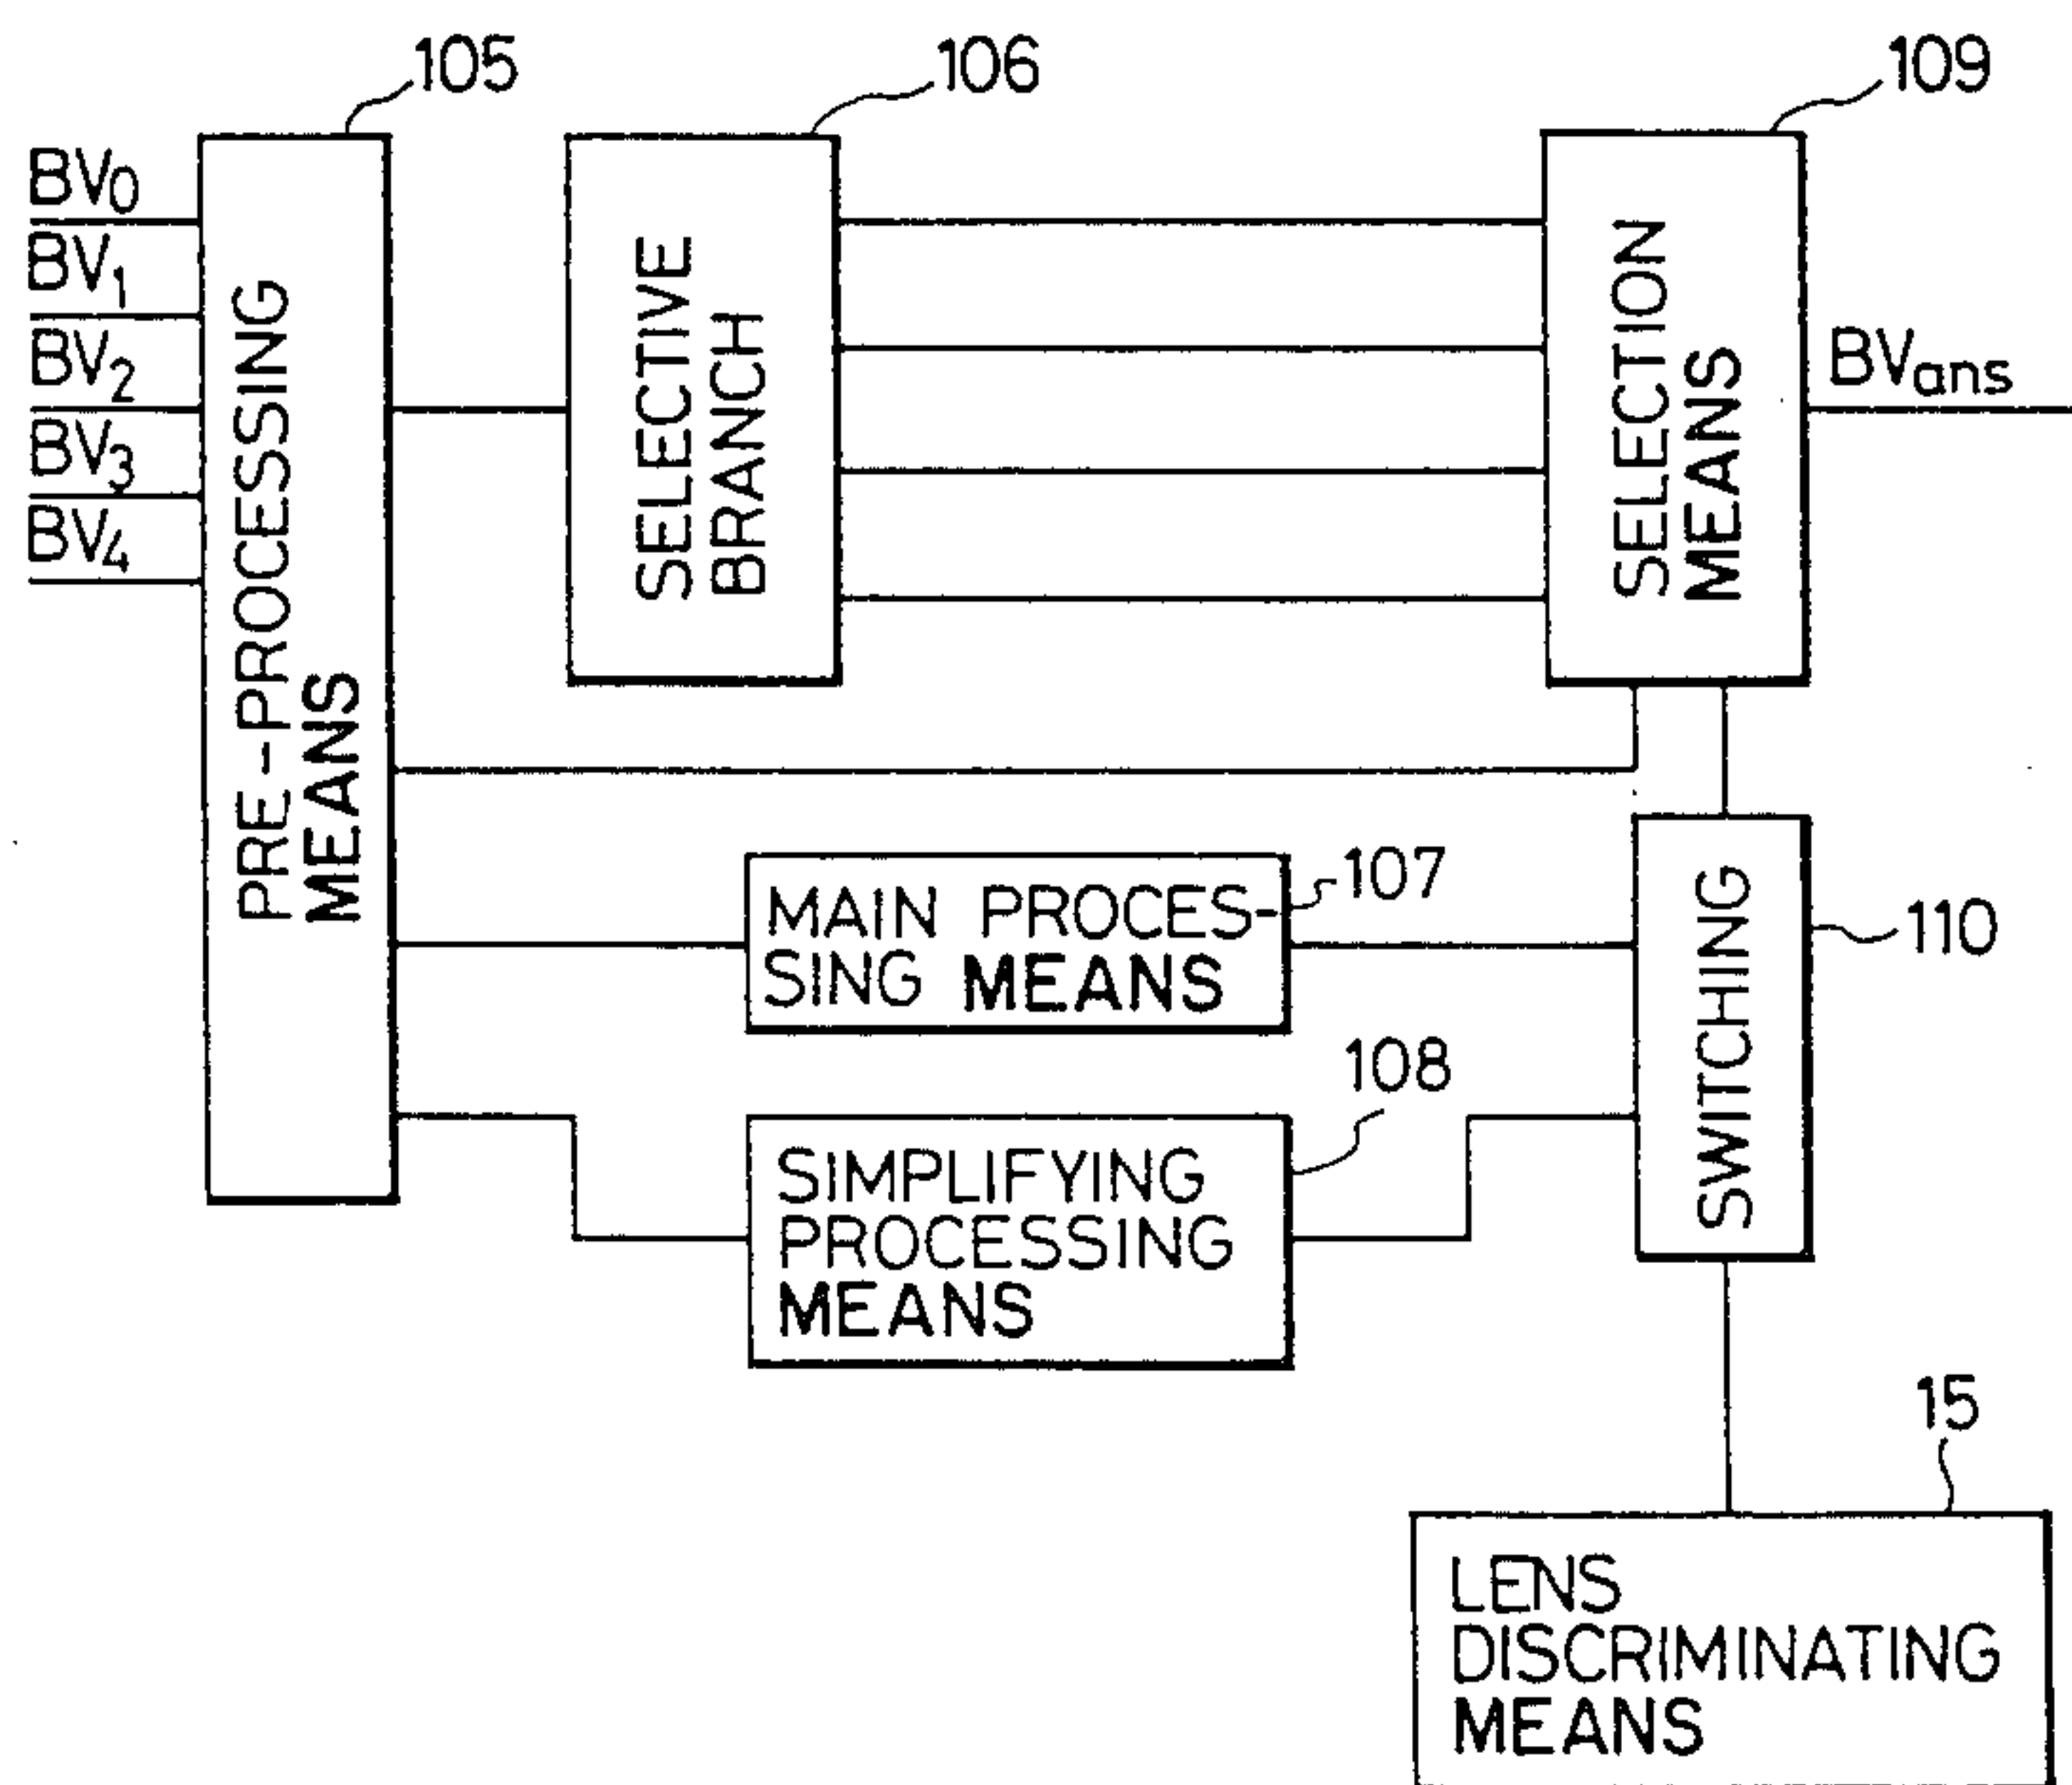 105
106
109
BV0
BV1
BV2
BV3
BV4
PRE-PROCESSING
MEANS
SELECTIVE
BRANCH
SELECTION
MEANS
BVans
MAIN PROCES-
SING MEANS
107
SWITCHING
110
108
SIMPLIFYING
PROCESSING
MEANS
15
LENS
DISCRIMINATING
MEANS